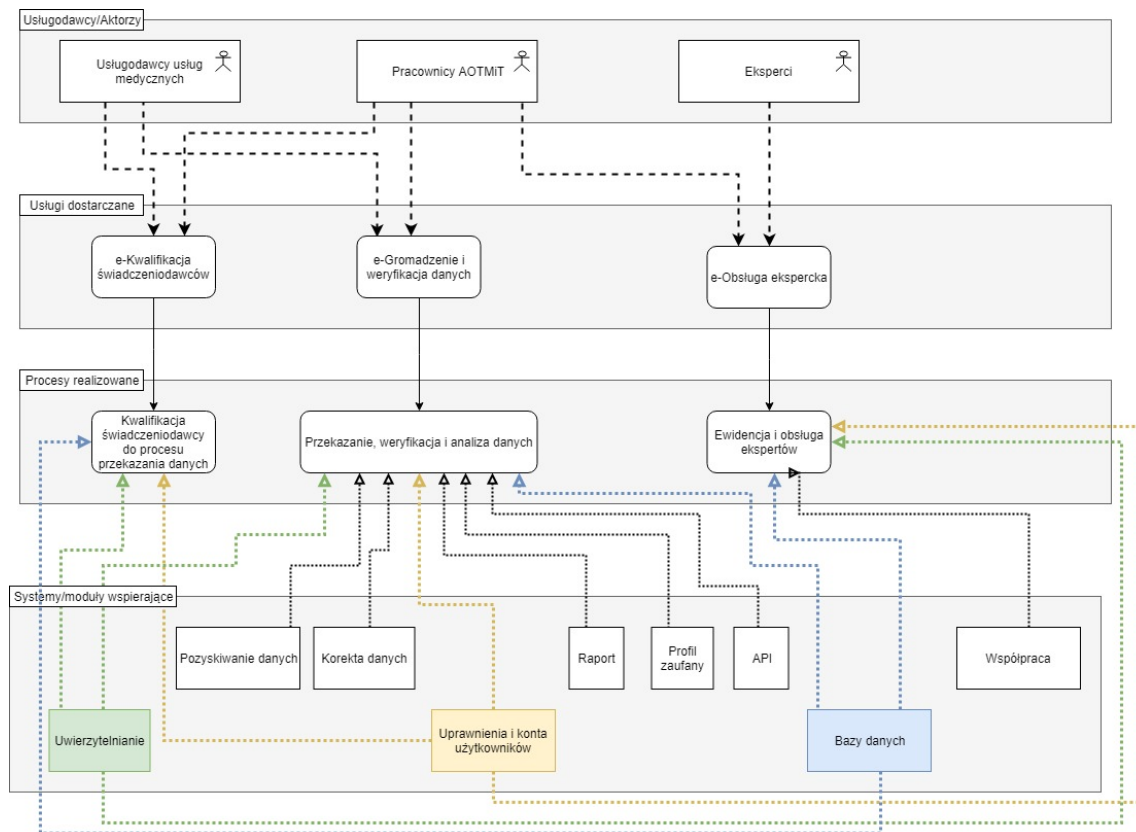 Usługodawcy/Aktorzy
Usługodawcy usług
medycznych
Pracownicy AOTMiT
Eksperci
Usługi dostarczane
e-Kwalifikacja
świadczeniodawców
e-Gromadzenie i
weryfikacja danych
e-Obsługa ekspercka
Procesy realizowane
Kwalifikacja
świadczeniodawcy
do procesu
przekazania danych
Przekazanie, weryfikacja i analiza danych
Ewidencja i obsługa
ekspertów
Systemy/moduły wspierające
Pozyskiwanie danych
Korekta danych
Raport
Profil
zaufany
API
Współpraca
Uwierzytelnianie
Uprawnienia i konta
użytkowników
Bazy danych